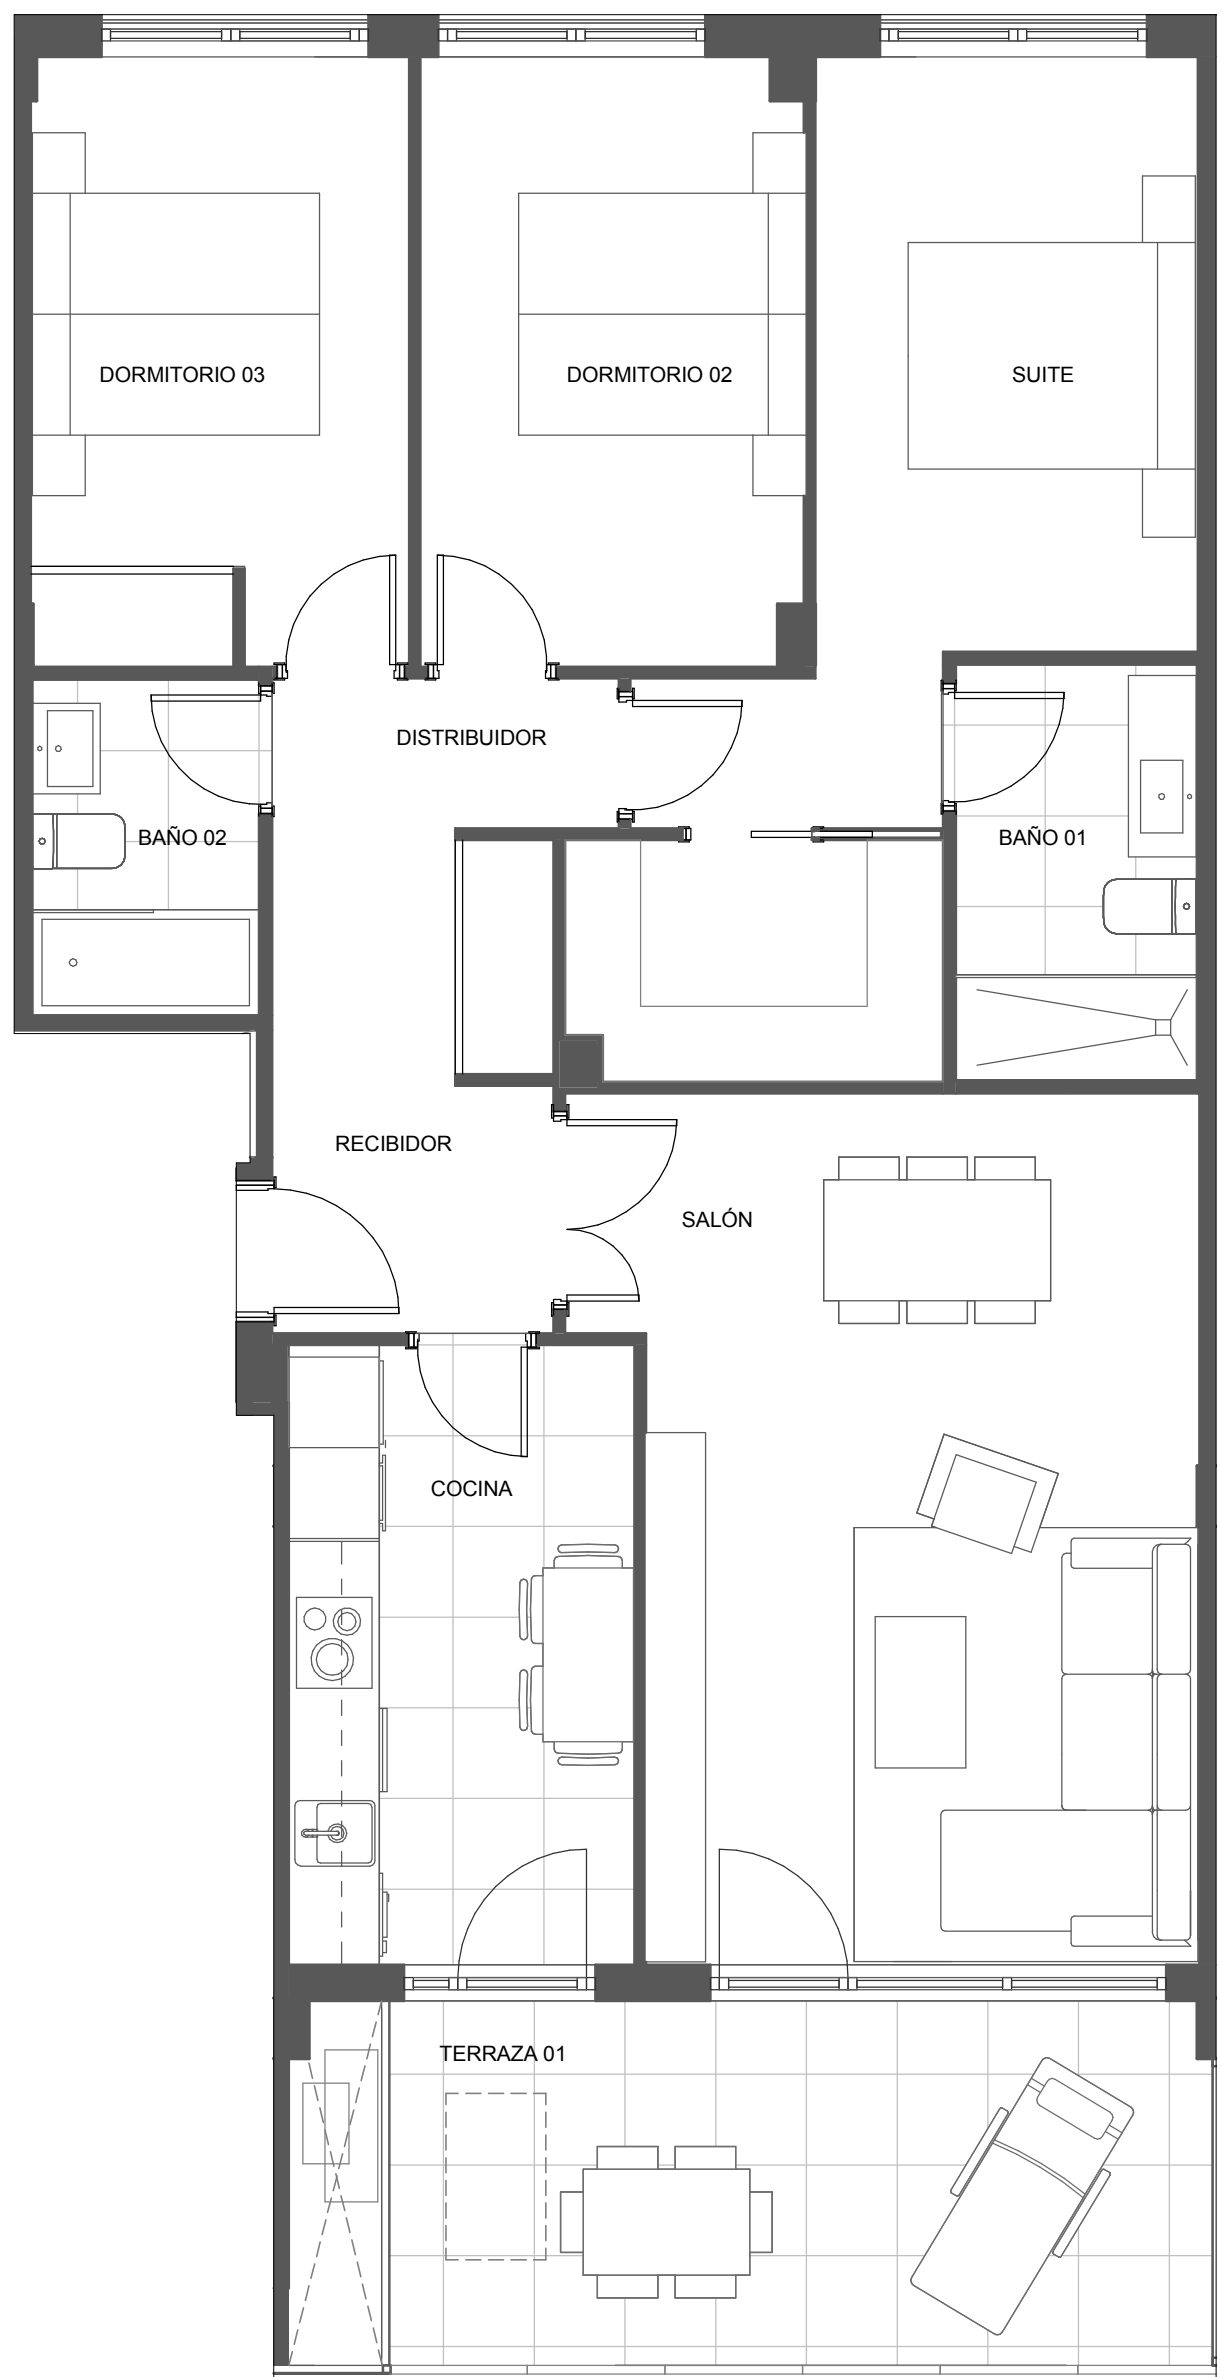 DORMITORIO 03
DORMITORIO 02
SUITE
DISTRIBUIDOR
BAÑO 02
BAÑO 01
RECIBIDOR
SALÓN
COCINA
TERRAZA 01